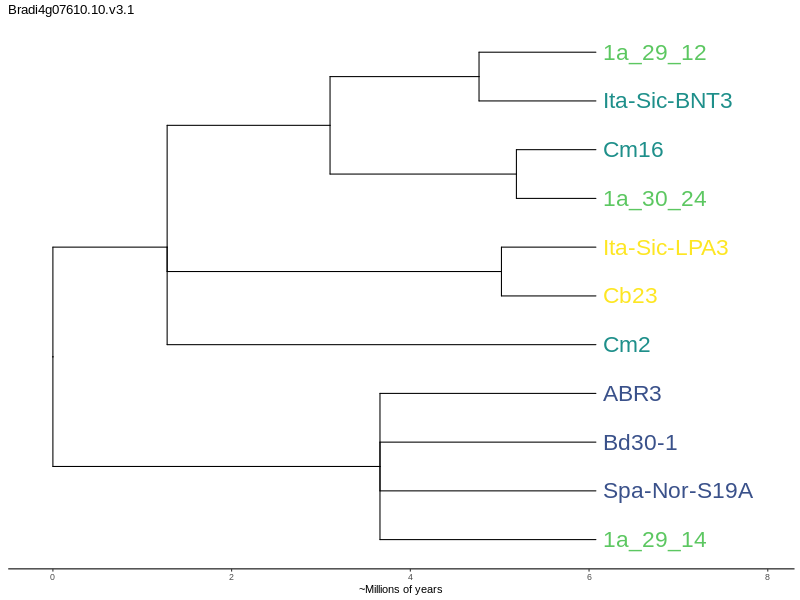 Bradi4g07610.10.v3.1
1a_29_12
Ita-Sic-BNT3
Cm16
1a_30_24
Ita-Sic-LPA3
Cb23
Cm2
ABR3
Bd30-1
Spa-Nor-S19A
1a_29_14
0 2 4 6 8
~Millions of years